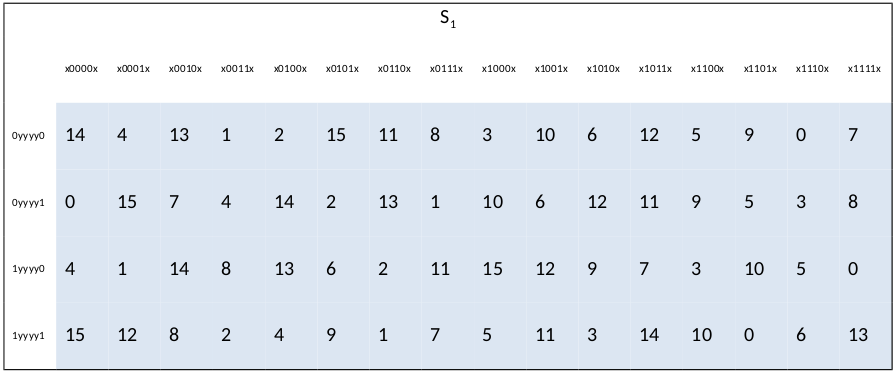 S1
x0000x x0001x x0010x x0011x x0100x x0101x x0110x x0111x x1000x x1001x x1010x x1011x x1100x x1101x x1110x x1111x
0yyyy0 14 4 13 1 2 15 11 8 3 10 6 12 5 9 0 7
0yyyy1 0 15 7 4 14 2 13 1 10 6 12 11 9 5 3 8
1yyyy0 4 1 14 8 13 6 2 11 15 12 9 7 3 10 5 0
1yyyy1 15 12 8 2 4 9 1 7 5 11 3 14 10 0 6 13